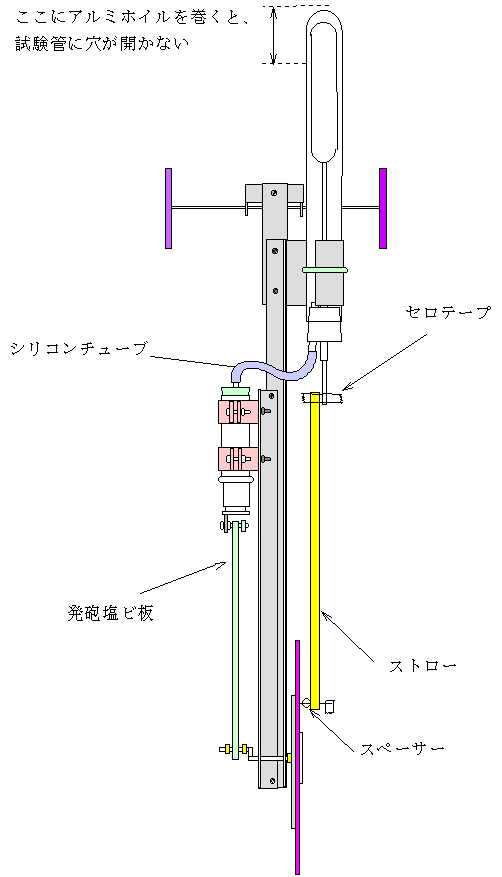 ここにアルミホイルを巻くと、
試験管に穴が開かない
セロテープ
シリコンチューブ
発砲塩ビ板
ストロー
スペーサー